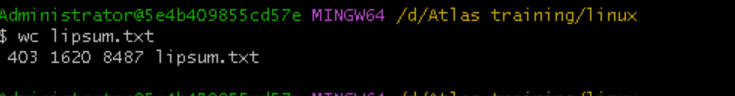 Administrator@5e4b409855cd57e MINGW64 /d/Atlas training/linux
$ wc lipsum.txt
403 1620 8487 lipsum.txt